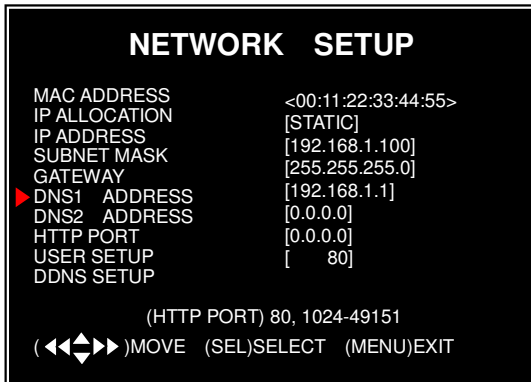 NETWORK SETUP
MAC ADDRESS <00:11:22:33:44:55>
IP ALLOCATION [STATIC]
IP ADDRESS [192.168.1.100]
SUBNET MASK [255.255.255.0]
GATEWAY [192.168.1.1]
DNS1 ADDRESS [0.0.0.0]
DNS2 ADDRESS [0.0.0.0]
HTTP PORT [ 80]
USER SETUP
DDNS SETUP
(HTTP PORT) 80, 1024-49151
( )MOVE (SEL)SELECT (MENU)EXIT